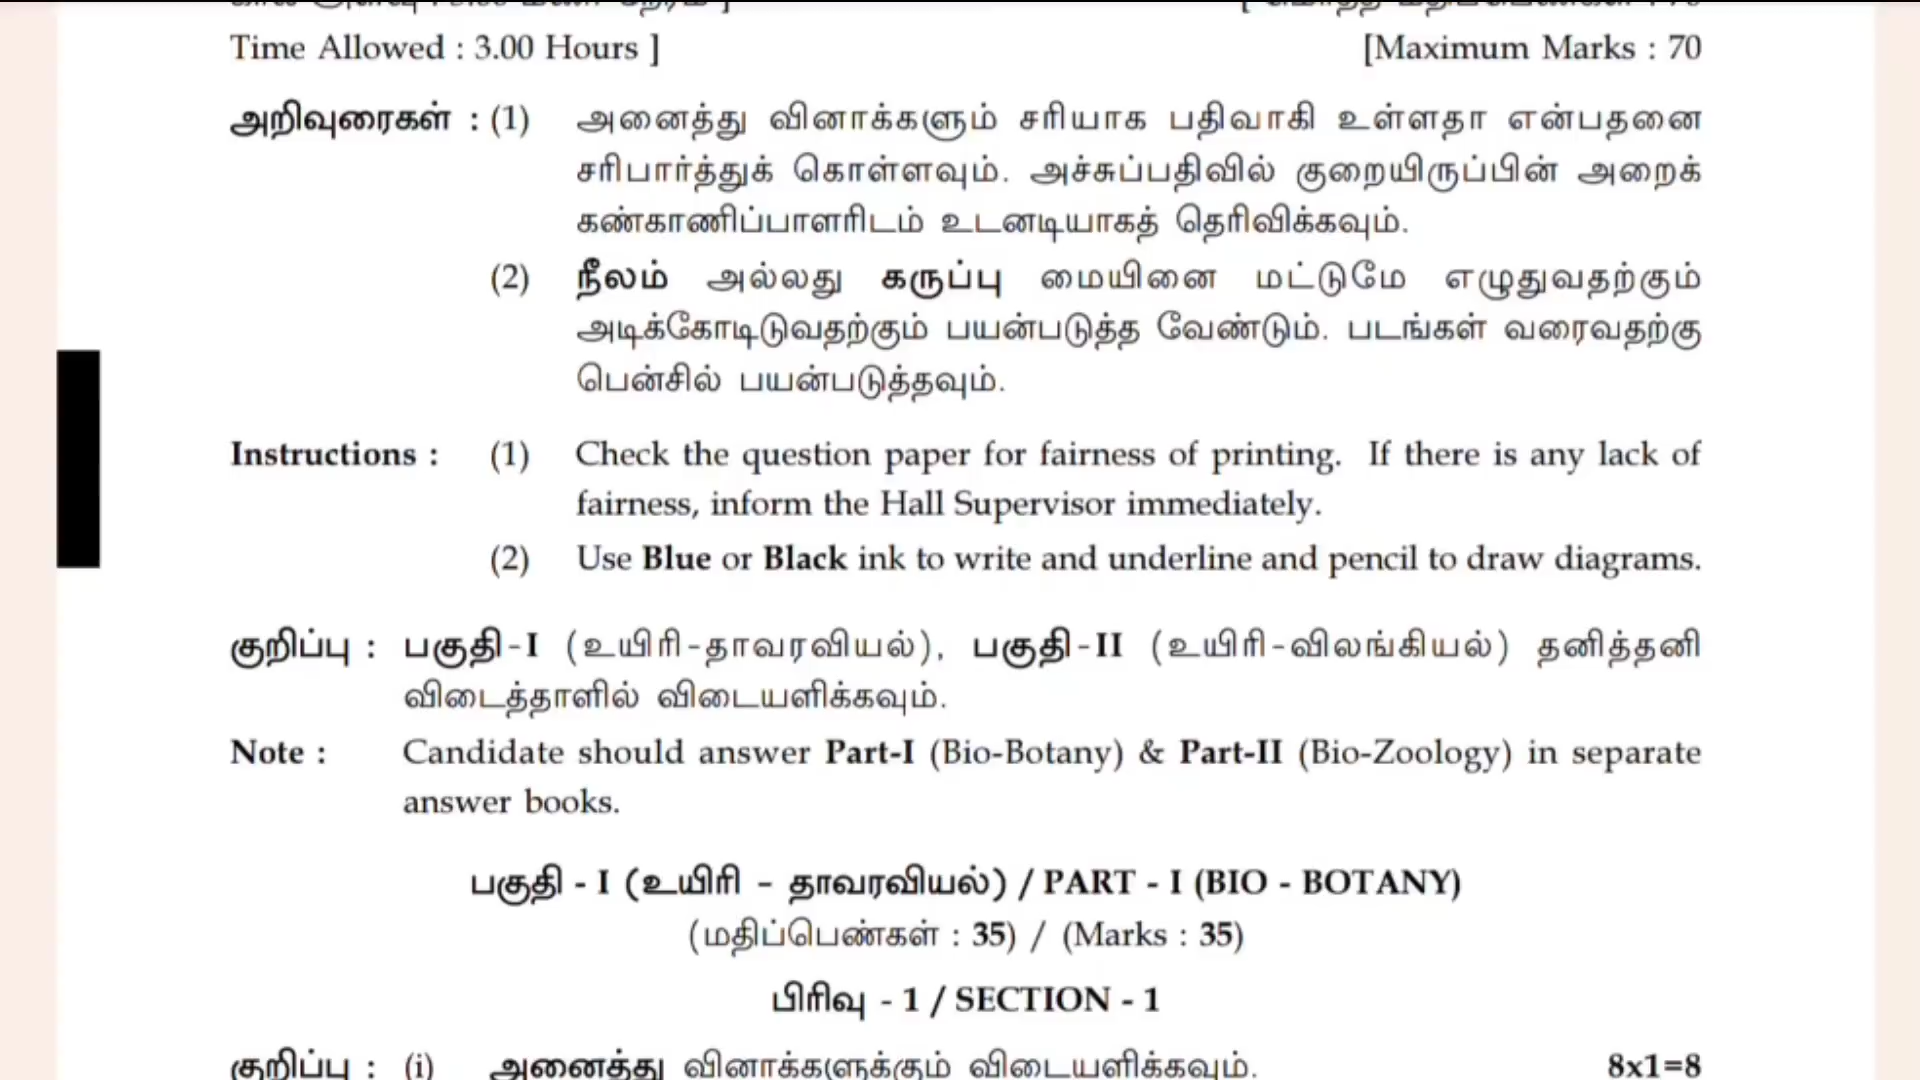 Time Allowed : 3.00 Hours ] [Maximum Marks : 70
அறிவுரைகள் : (1) அனைத்து வினாக்களும் சரியாக பதிவாகி உள்ளதா என்பதனை
சரிபார்த்துக் கொள்ளவும். அச்சுப்பதிவில் குறையிருப்பின் அறைக்
கண்காணிப்பாளரிடம் உடனடியாகத் தெரிவிக்கவும்.
(2) நீலம் அல்லது கருப்பு மையினை மட்டுமே எழுதுவதற்கும்
அடிக்கோடிடுவதற்கும் பயன்படுத்த வேண்டும். படங்கள் வரைவதற்கு
பென்சில் பயன்படுத்தவும்.
Instructions : (1) Check the question paper for fairness of printing. If there is any lack of
fairness, inform the Hall Supervisor immediately.
(2) Use Blue or Black ink to write and underline and pencil to draw diagrams.
குறிப்பு : பகுதி-I (உயிரி-தாவரவியல்), பகுதி-II (உயிரி-விலங்கியல்) தனித்தனி
விடைத்தாளில் விடையளிக்கவும்.
Note : Candidate should answer Part-I (Bio-Botany) & Part-II (Bio-Zoology) in separate
answer books.
பகுதி - I (உயிரி – தாவரவியல்) / PART - I (BIO - BOTANY)
(மதிப்பெண்கள் : 35) / (Marks : 35)
பிரிவு - 1 / SECTION - 1
குறிப்பு : (i) அனைத்து வினாக்களுக்கும் விடையளிக்கவும். 8x1=8